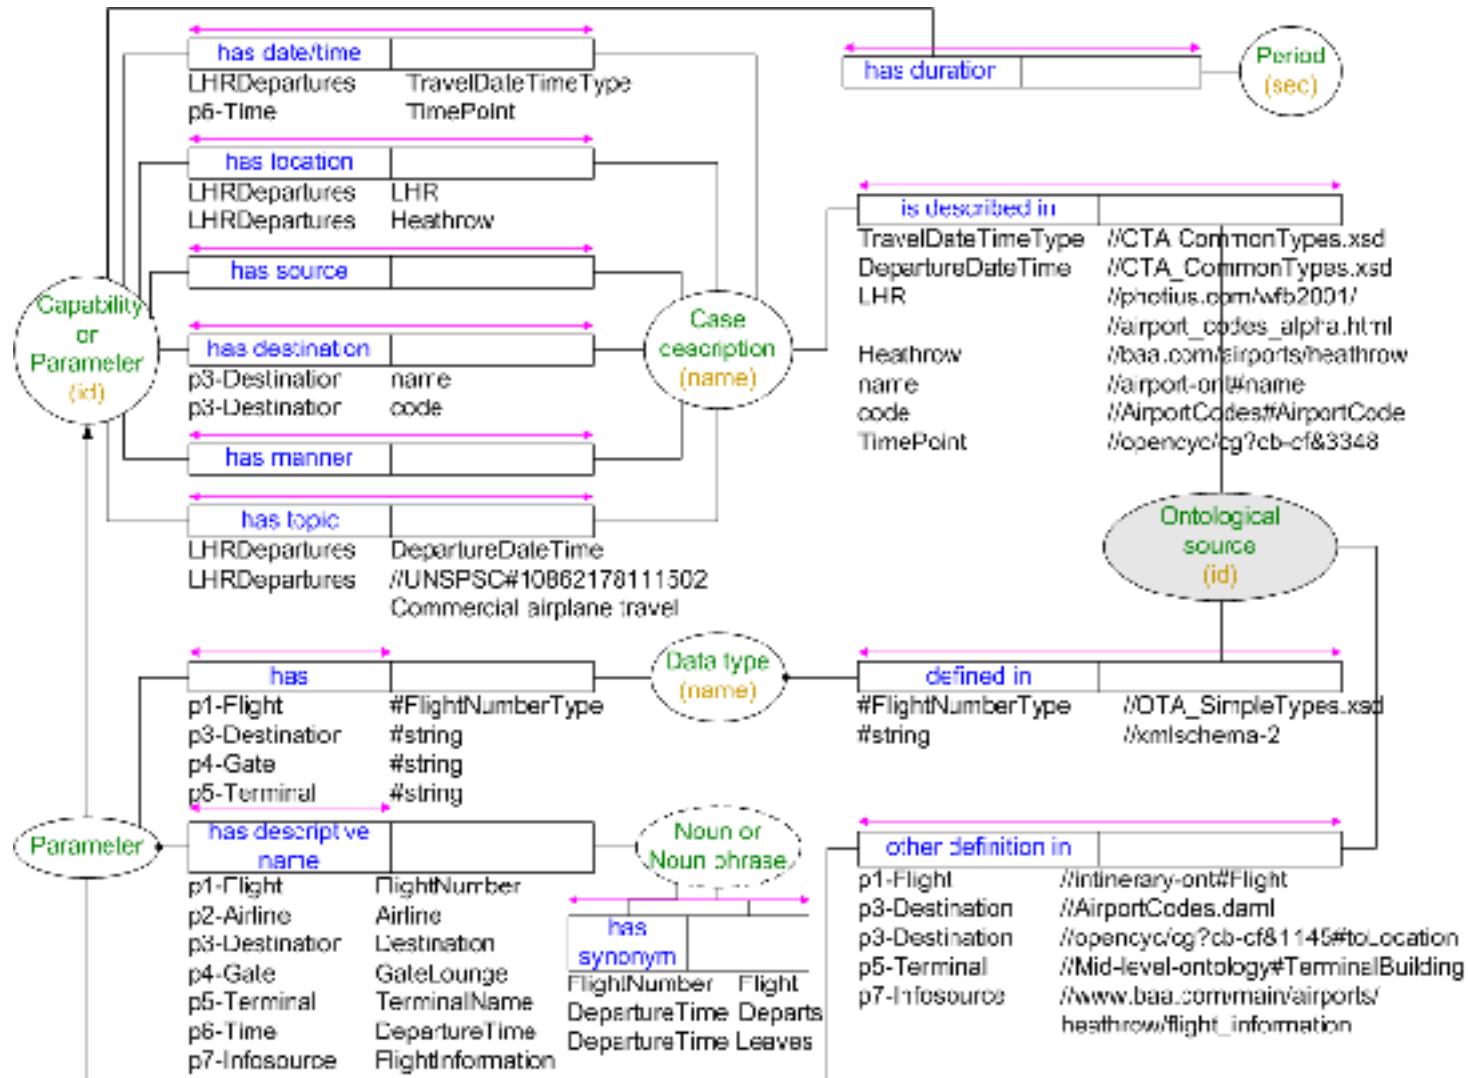 has date/time
LHRDepartures TravelDateTimeType
p6-Time TimePoint
has duration
Period
(sec)
has location
LHRDepartures LHR
LHRDepartures Heathrow
has source
Capability
or
Parameter
(id)
has destination
p3-Destination name
p3-Destination code
has manner
has topic
LHRDepartures DepartureDateTime
LHRDepartures //UNSPSC#10862178111502
Commercial airplane travel
Case
description
(name)
is described in
TravelDateTimeType //OTA CommonTypes.xsd
DepartureDateTime //OTA_CommonTypes.xsd
LHR //photius.com/wfb2001/
//airport_codes_alpha.html
Heathrow //baa.com/airports/heathrow
name //airport-ont#name
code //AirportCodes#AirportCode
TimePoint //opencyc/cg?cb-cf&3348
Ontological
source
(id)
has
p1-Flight #FlightNumberType
p3-Destination #string
p4-Gate #string
p5-Terminal #string
Data type
(name)
defined in
#FlightNumberType //OTA_SimpleTypes.xsd
#string //xmlschema-2
Parameter
has descriptive
name
p1-Flight FlightNumber
p2-Airline Airline
p3-Destination Destination
p4-Gate GateLounge
p5-Terminal TerminalName
p6-Time DepartureTime
p7-Infosource FlightInformation
Noun or
Noun phrase
has
synonym
FlightNumber Flight
DepartureTime Departs
DepartureTime Leaves
other definition in
p1-Flight //intinerary-ont#Flight
p3-Destination //AirportCodes.daml
p3-Destination //opencyc/cg?cb-cf&1145#toLocation
p5-Terminal //Mid-level-ontology#TerminalBuilding
p7-Infosource //www.baa.com/main/airports/
heathrow/flight_information